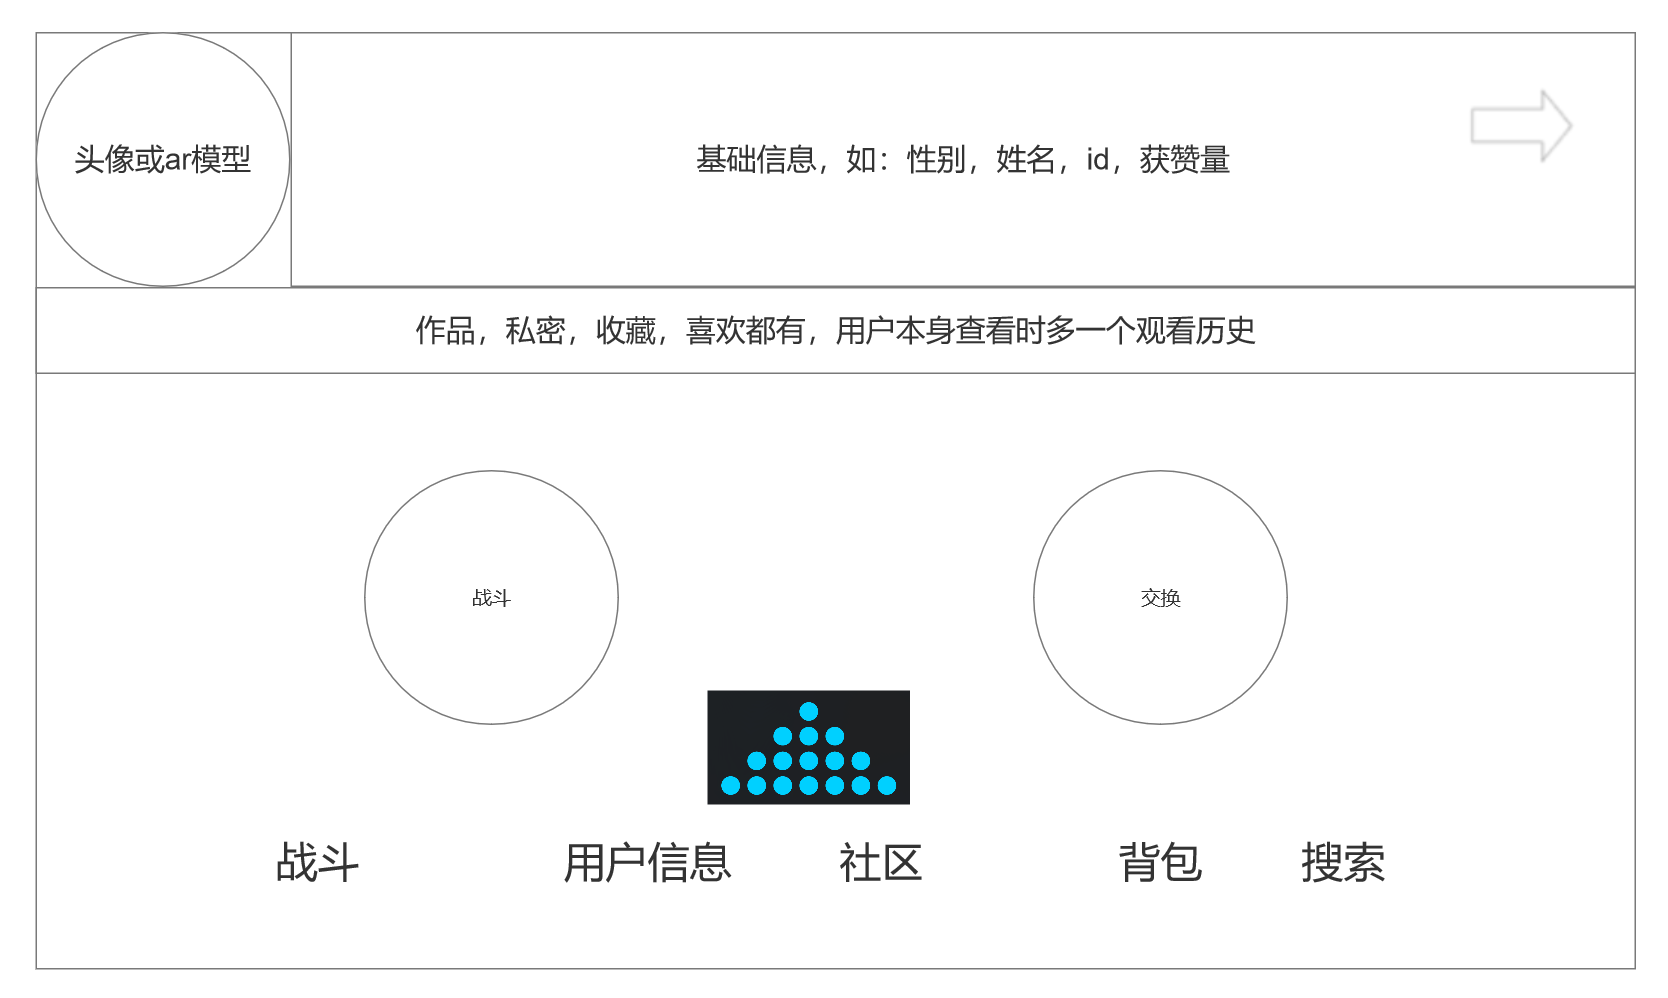 头像或ar模型
基础信息，如：性别，姓名，id，获赞量
作品，私密，收藏，喜欢都有，用户本身查看时多一个观看历史
战斗
交换
战斗
用户信息
社区
背包
搜索